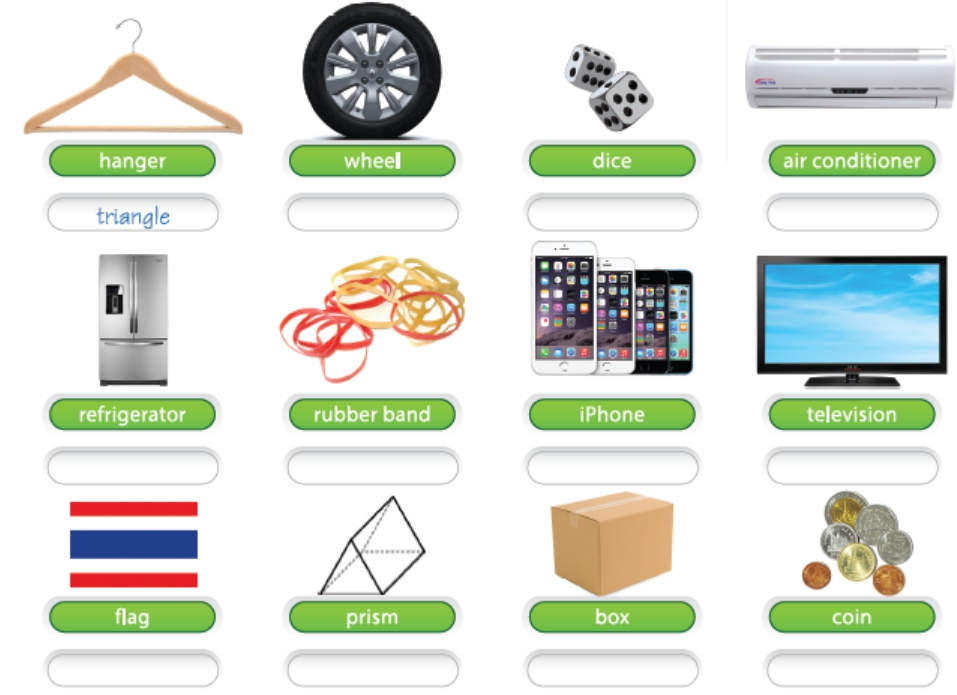 hanger
wheel
dice
air conditioner
triangle
refrigerator
rubber band
iPhone
television
flag
prism
box
coin